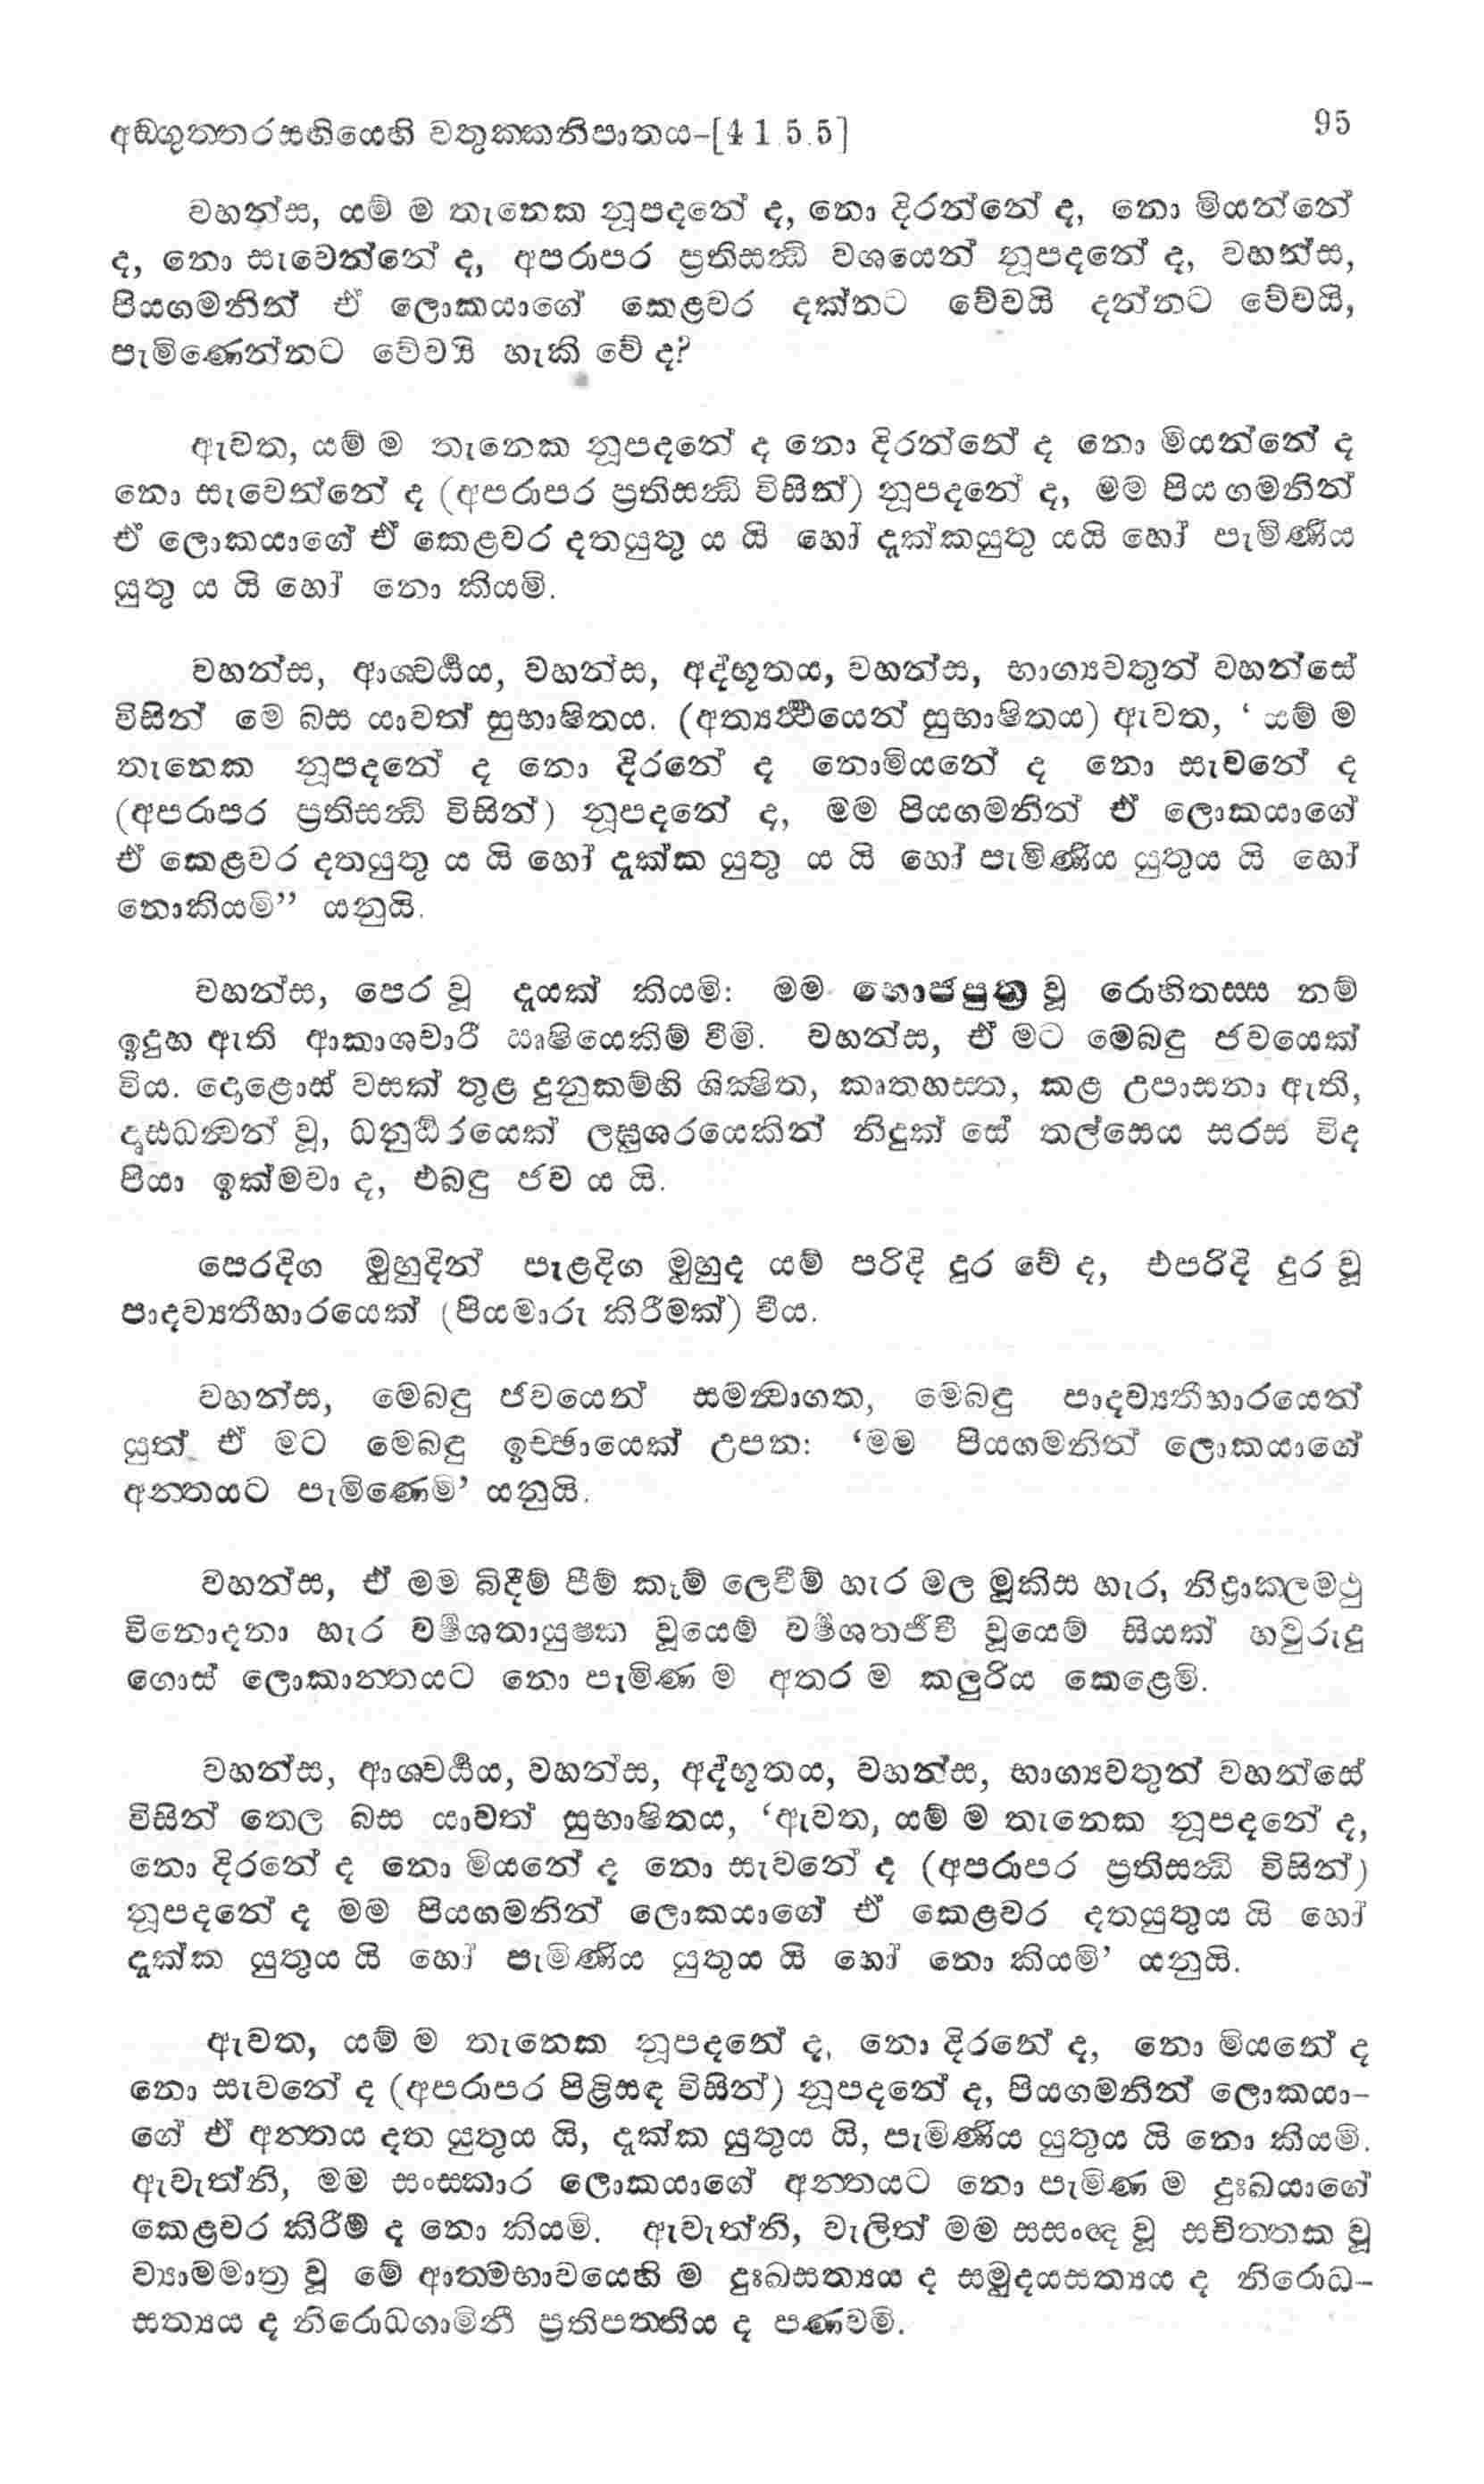 අඞගුත්තරසඟියෙහි චතුක්කනිපාතය-[4 1.5.5]
95
වහන්ස, යම් ම තැනෙක නූපදනේ ද, නො දිරන්නේ ද, නො මියන්නේ
ද, නො සැවෙන්නේ ද, අපරාපර ප්‍රතිසන්ධි වශයෙන් නූපදනේ ද, වහන්ස,
පියගමනින් ඒ ලොකයාගේ කෙළවර දක්නට වේවයි දන්නට වේවයි,
පැමිණෙන්නට වේවයි හැකි වේ ද?
ඇවත, යම් ම තැනෙක නූපදනේ ද නො දිරන්නේ ද නො මියන්නේ ද
නො සැවෙන්නේ ද (අපරාපර ප්‍රතිසන්ධි විසින්) නූපදනේ ද, මම පියගමනින්
ඒ ලොකයාගේ ඒ කෙළවර දතයුතු ය යි හෝ දැක්කයුතු යයි හෝ පැමිණිය
යුතු ය යි හෝ නො කියමි.
වහන්ස, ආශ්චර්‍ය්‍යය, වහන්ස, අද්භූතය, වහන්ස, භාග්‍යවතුන් වහන්සේ
විසින් මෙ බස යාවත් සුභාෂිතය. (අත්‍යර්‍ත්‍ථයෙන් සුභාෂිතය) ඇවත, ‘ යම් ම
තැනෙක නූපදනේ ද නො දිරනේ ද නොමියනේ ද නො සැවනේ ද
(අපරාපර ප්‍රතිසන්ධි විසින්) නූපදනේ ද, මම පියගමනින් ඒ ලොකයාගේ
ඒ කෙළවර දතයුතු ය යි හෝ දැක්ක යුතු ය යි හෝ පැමිණිය යුතුය යි හෝ
නොකියමි’’ යනුයි.
වහන්ස, පෙර වූ දැයක් කියමි: මම භොජපුත්‍ර වූ රොහිතස්ස නම්
ඉදුහ ඇති ආකාශචාරී ඍෂියෙකිම් වීමි. වහන්ස, ඒ මට මෙබඳු ජවයෙක්
විය. දොළොස් වසක් තුළ දුනුකම්හි ශික්‍ෂිත, කෘතහස්ත, කළ උපාසනා ඇති,
දෘඪධන්වන් වූ, ධනුර්‍ධරයෙක් ලඝුශරයෙකින් නිදුක් සේ තල්සෙය සරස විද
පියා ඉක්මවා ද, එබඳු ජව ය යි.
පෙරදිග මුහුදින් පැළදිග මුහුද යම් පරිදි දුර වේ ද, එපරිදි දුර වූ
පාදව්‍යතීහාරයෙක් (පියමාරු කිරීමක්) වීය.
වහන්ස, මෙබඳු ජවයෙන් සමන්වාගත, මෙබඳු පාදව්‍යතීහාරයෙන්
යුත් ඒ මට මෙබඳු ඉච්ඡායෙක් උපන: ‘මම පියගමනින් ලොකයාගේ
අන්තයට පැමිණෙමි’ යනුයි.
වහන්ස, ඒ මම බිදීම් පීම් කැම් ලෙවීම් හැර මල මූකිස හැර, නිද්‍රාකලමථු
විනොදනා හැර වර්‍ෂශතායුෂ්ක වූයෙම් වර්‍ෂශතජීවී වූයෙම් සියක් හවුරුදු
ගොස් ලොකාන්තයට නො පැමිණ ම අතර ම කලුරිය කෙළෙමි.
වහන්ස, ආශ්චර්‍ය්‍යය, වහන්ස, අද්භූතය, වහන්ස, භාග්‍යවතුන් වහන්සේ
විසින් තෙල බස යාවත් සුභාෂිතය, ‘ඇවත, යම් ම තැනෙක නූපදනේ ද,
නො දිරනේ ද නො මියනේ ද නො සැවනේ ද (අපරාපර ප්‍රතිසන්ධි විසින්)
නූපදනේ ද මම පියගමනින් ලොකයාගේ ඒ කෙළවර දතයුතුය යි හෝ
දැක්ක යුතුය යි හෝ පැමිණිය යුතුය යි හෝ නො කියමි’ යනුයි.
ඇවත, යම් ම තැනෙක නූපදනේ ද, නො දිරනේ ද, නො මියනේ ද
නො සැවනේ ද (අපරාපර පිළිසඳ විසින්) නූපදනේ ද, පියගමනින් ලොකයා-
ගේ ඒ අන්තය දත යුතුය යි, දැක්ක යුතුය යි, පැමිණිය යුතුය යි නො කියමි.
ඇවැත්නි, මම සංස්කාර ලොකයාගේ අන්තයට නො පැමිණ ම දුඃඛයාගේ
කෙළවර කිරීම් ද නො කියමි. ඇවැත්නි, වැලිත් මම සසංඥ වූ සචිත්තක වූ
ව්‍යාමමාත්‍ර වූ මේ ආත්මභාවයෙහි ම දුඃඛසත්‍යය ද සමුදයසත්‍යය ද නිරොධ-
සත්‍යය ද නිරොධගාමිනී ප්‍රතිපත්තිය ද පණවමි.